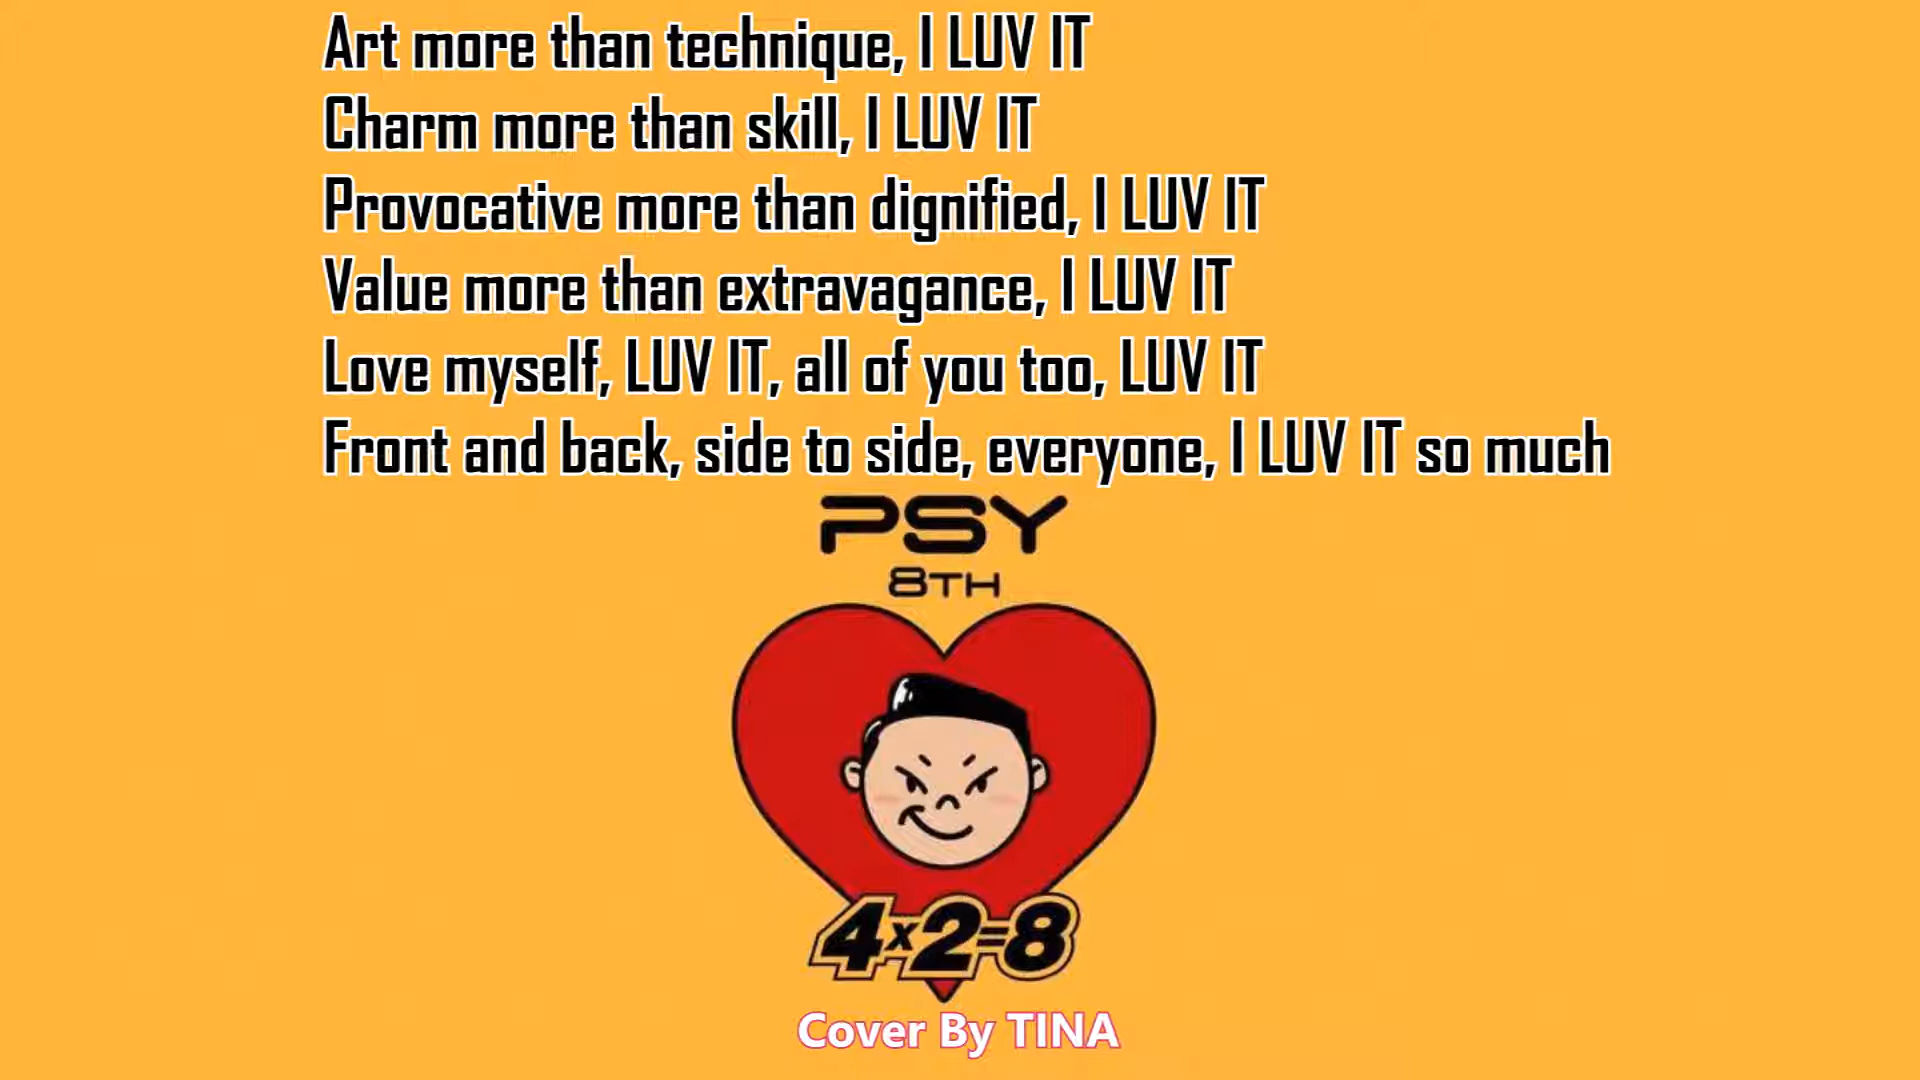 Art more than technique, I LUV IT
Charm more than skill, I LUV IT
Provocative more than dignified, I LUV IT
Value more than extravagance, I LUV IT
Love myself, LUV IT, all of you too, LUV IT
Front and back, side to side, everyone, I LUV IT so much
PSY
8TH
4x2=8
Cover By TINA